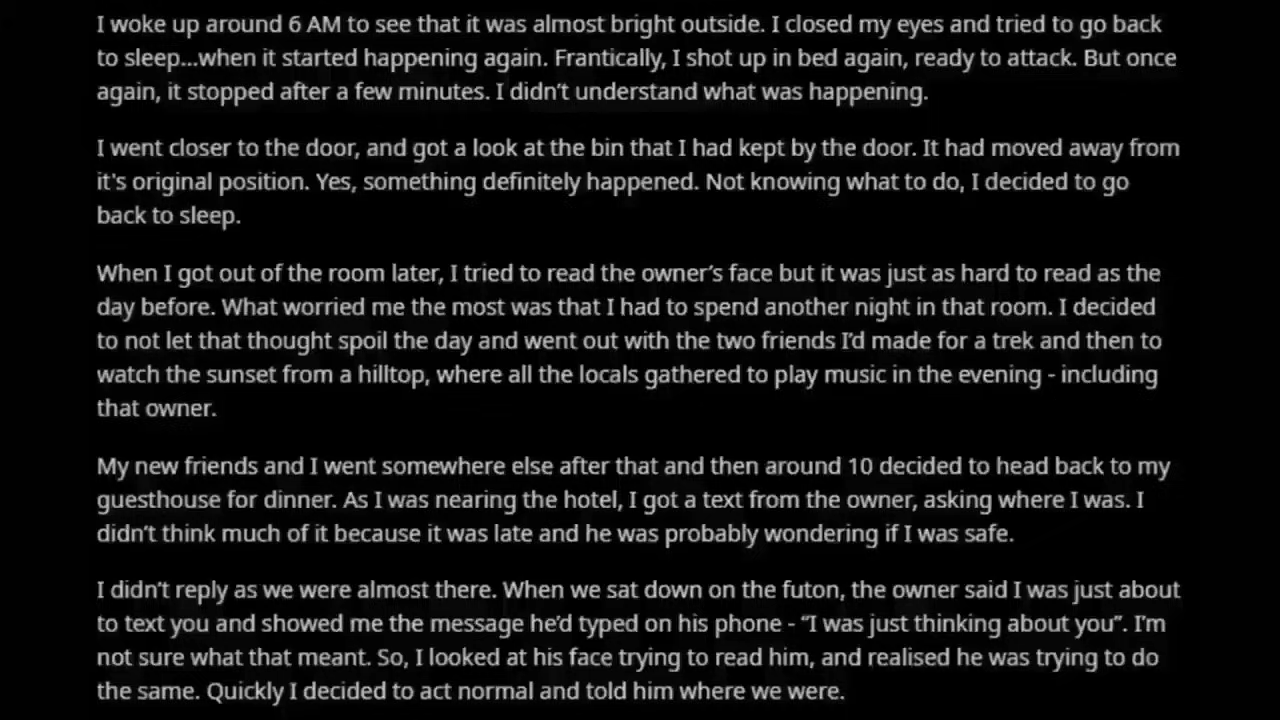 I woke up around 6 AM to see that it was almost bright outside. I closed my eyes and tried to go back
to sleep...when it started happening again. Frantically, I shot up in bed again, ready to attack. But once
again, it stopped after a few minutes. I didn’t understand what was happening.
I went closer to the door, and got a look at the bin that I had kept by the door. It had moved away from
it's original position. Yes, something definitely happened. Not knowing what to do, I decided to go
back to sleep.
When I got out of the room later, I tried to read the owner’s face but it was just as hard to read as the
day before. What worried me the most was that I had to spend another night in that room. I decided
to not let that thought spoil the day and went out with the two friends I’d made for a trek and then to
watch the sunset from a hilltop, where all the locals gathered to play music in the evening - including
that owner.
My new friends and I went somewhere else after that and then around 10 decided to head back to my
guesthouse for dinner. As I was nearing the hotel, I got a text from the owner, asking where I was. I
didn’t think much of it because it was late and he was probably wondering if I was safe.
I didn’t reply as we were almost there. When we sat down on the futon, the owner said I was just about
to text you and showed me the message he’d typed on his phone - “I was just thinking about you”. I’m
not sure what that meant. So, I looked at his face trying to read him, and realised he was trying to do
the same. Quickly I decided to act normal and told him where we were.